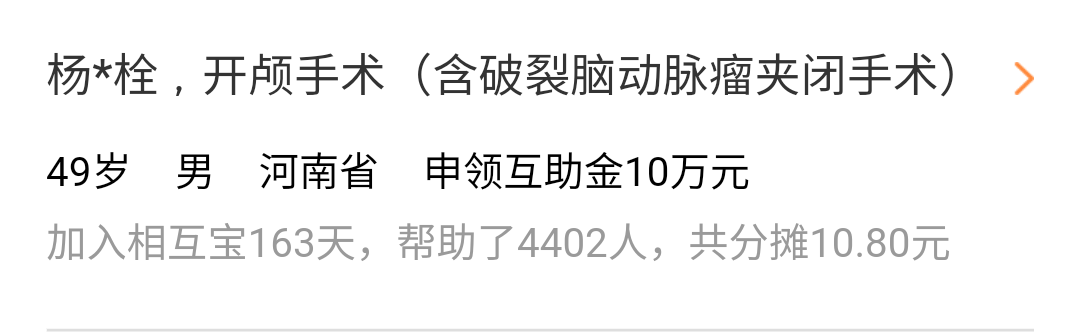 杨*栓，开颅手术（含破裂脑动脉瘤夹闭手术）
49岁 男 河南省 申领互助金10万元
加入相互宝163天，帮助了4402人，共分摊10.80元